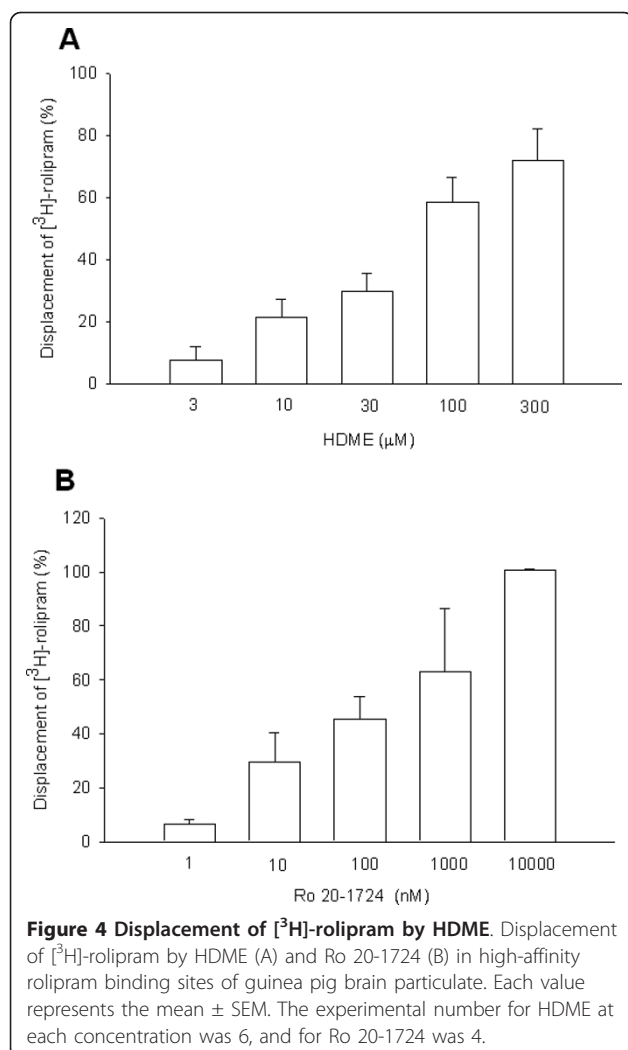 A
Displacement of [³H]-rolipram (%)
100
80
60
40
20
0
3 10 30 100 300
HDME (μM)
B
Displacement of [³H]-rolipram (%)
120
100
80
60
40
20
0
1 10 100 1000 10000
Ro 20-1724 (nM)
Figure 4 Displacement of [³H]-rolipram by HDME. Displacement
of [³H]-rolipram by HDME (A) and Ro 20-1724 (B) in high-affinity
rolipram binding sites of guinea pig brain particulate. Each value
represents the mean ± SEM. The experimental number for HDME at
each concentration was 6, and for Ro 20-1724 was 4.